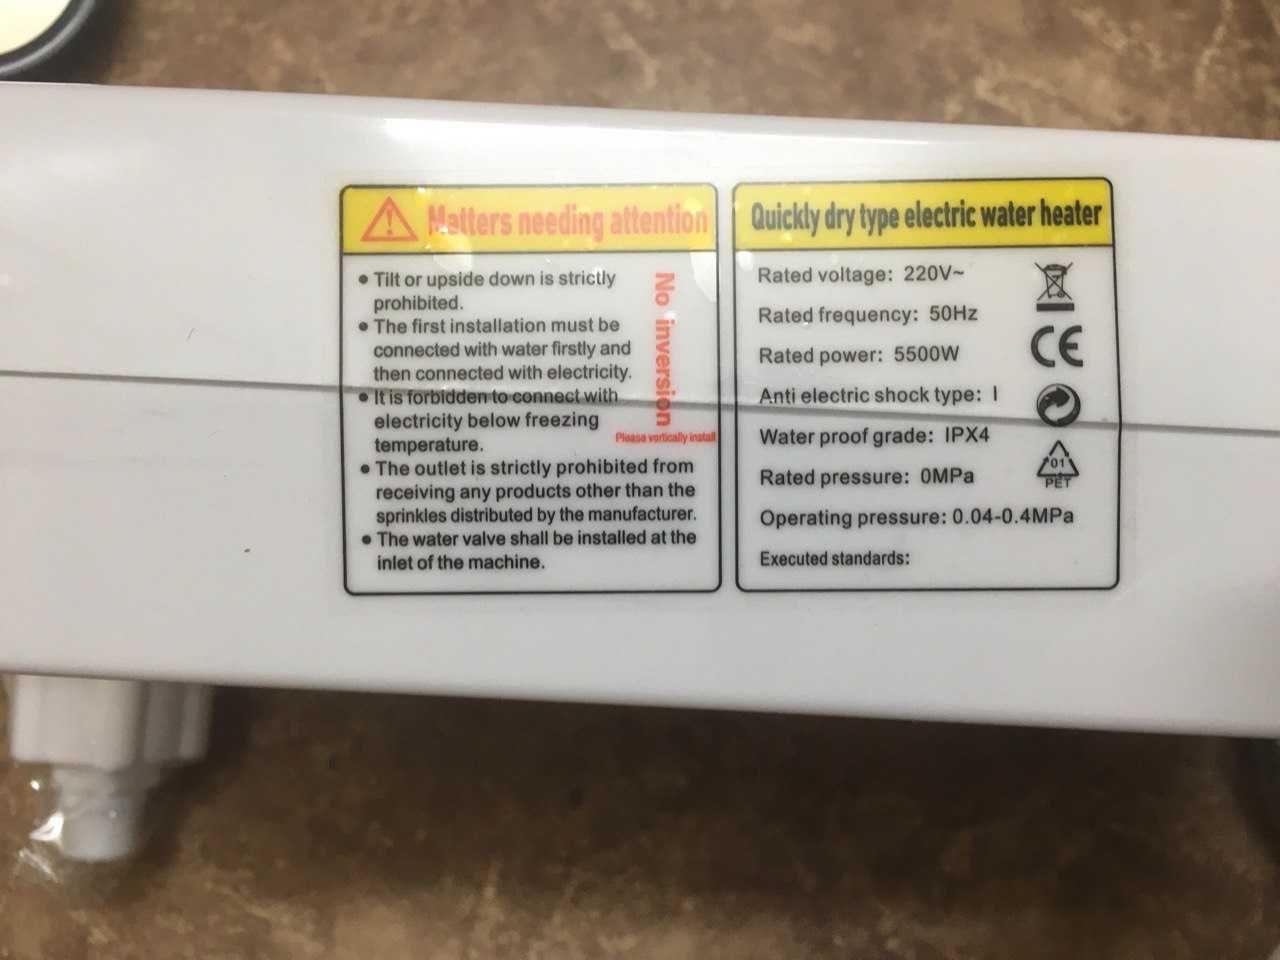 Matters needing attention
• Tilt or upside down is strictly
prohibited.
• The first installation must be
connected with water firstly and
then connected with electricity.
• It is forbidden to connect with
electricity below freezing
temperature.
• The outlet is strictly prohibited from
receiving any products other than the
sprinkles distributed by the manufacturer.
• The water valve shall be installed at the
inlet of the machine.
No inversion
Please vortically install
Quickly dry type electric water heater
Rated voltage: 220V~
Rated frequency: 50Hz
Rated power: 5500W
Anti electric shock type: I
Water proof grade: IPX4
Rated pressure: 0MPa
Operating pressure: 0.04-0.4MPa
Executed standards:
CE
01
PET